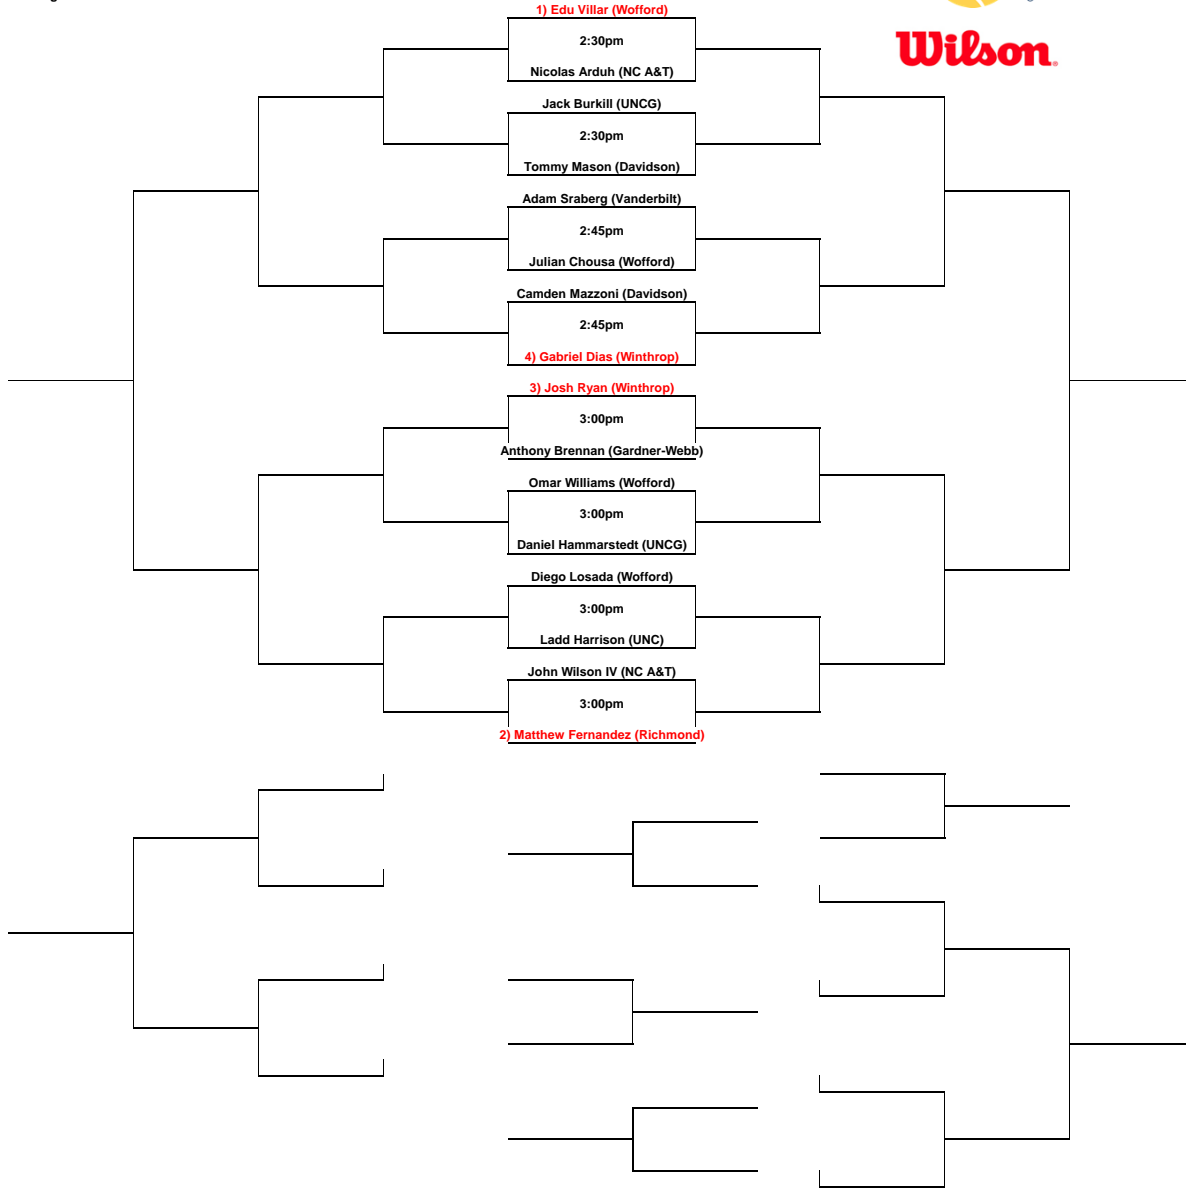 1) Edu Villar (Wofford)
2:30pm
Wilson
Nicolas Arduh (NC A&T)
Jack Burkill (UNCG)
2:30pm
Tommy Mason (Davidson)
Adam Sraberg (Vanderbilt)
2:45pm
Julian Chousa (Wofford)
Camden Mazzoni (Davidson)
2:45pm
4) Gabriel Dias (Winthrop)
3) Josh Ryan (Winthrop)
3:00pm
Anthony Brennan (Gardner-Webb)
Omar Williams (Wofford)
3:00pm
Daniel Hammarstedt (UNCG)
Diego Losada (Wofford)
3:00pm
Ladd Harrison (UNC)
John Wilson IV (NC A&T)
3:00pm
2) Matthew Fernandez (Richmond)